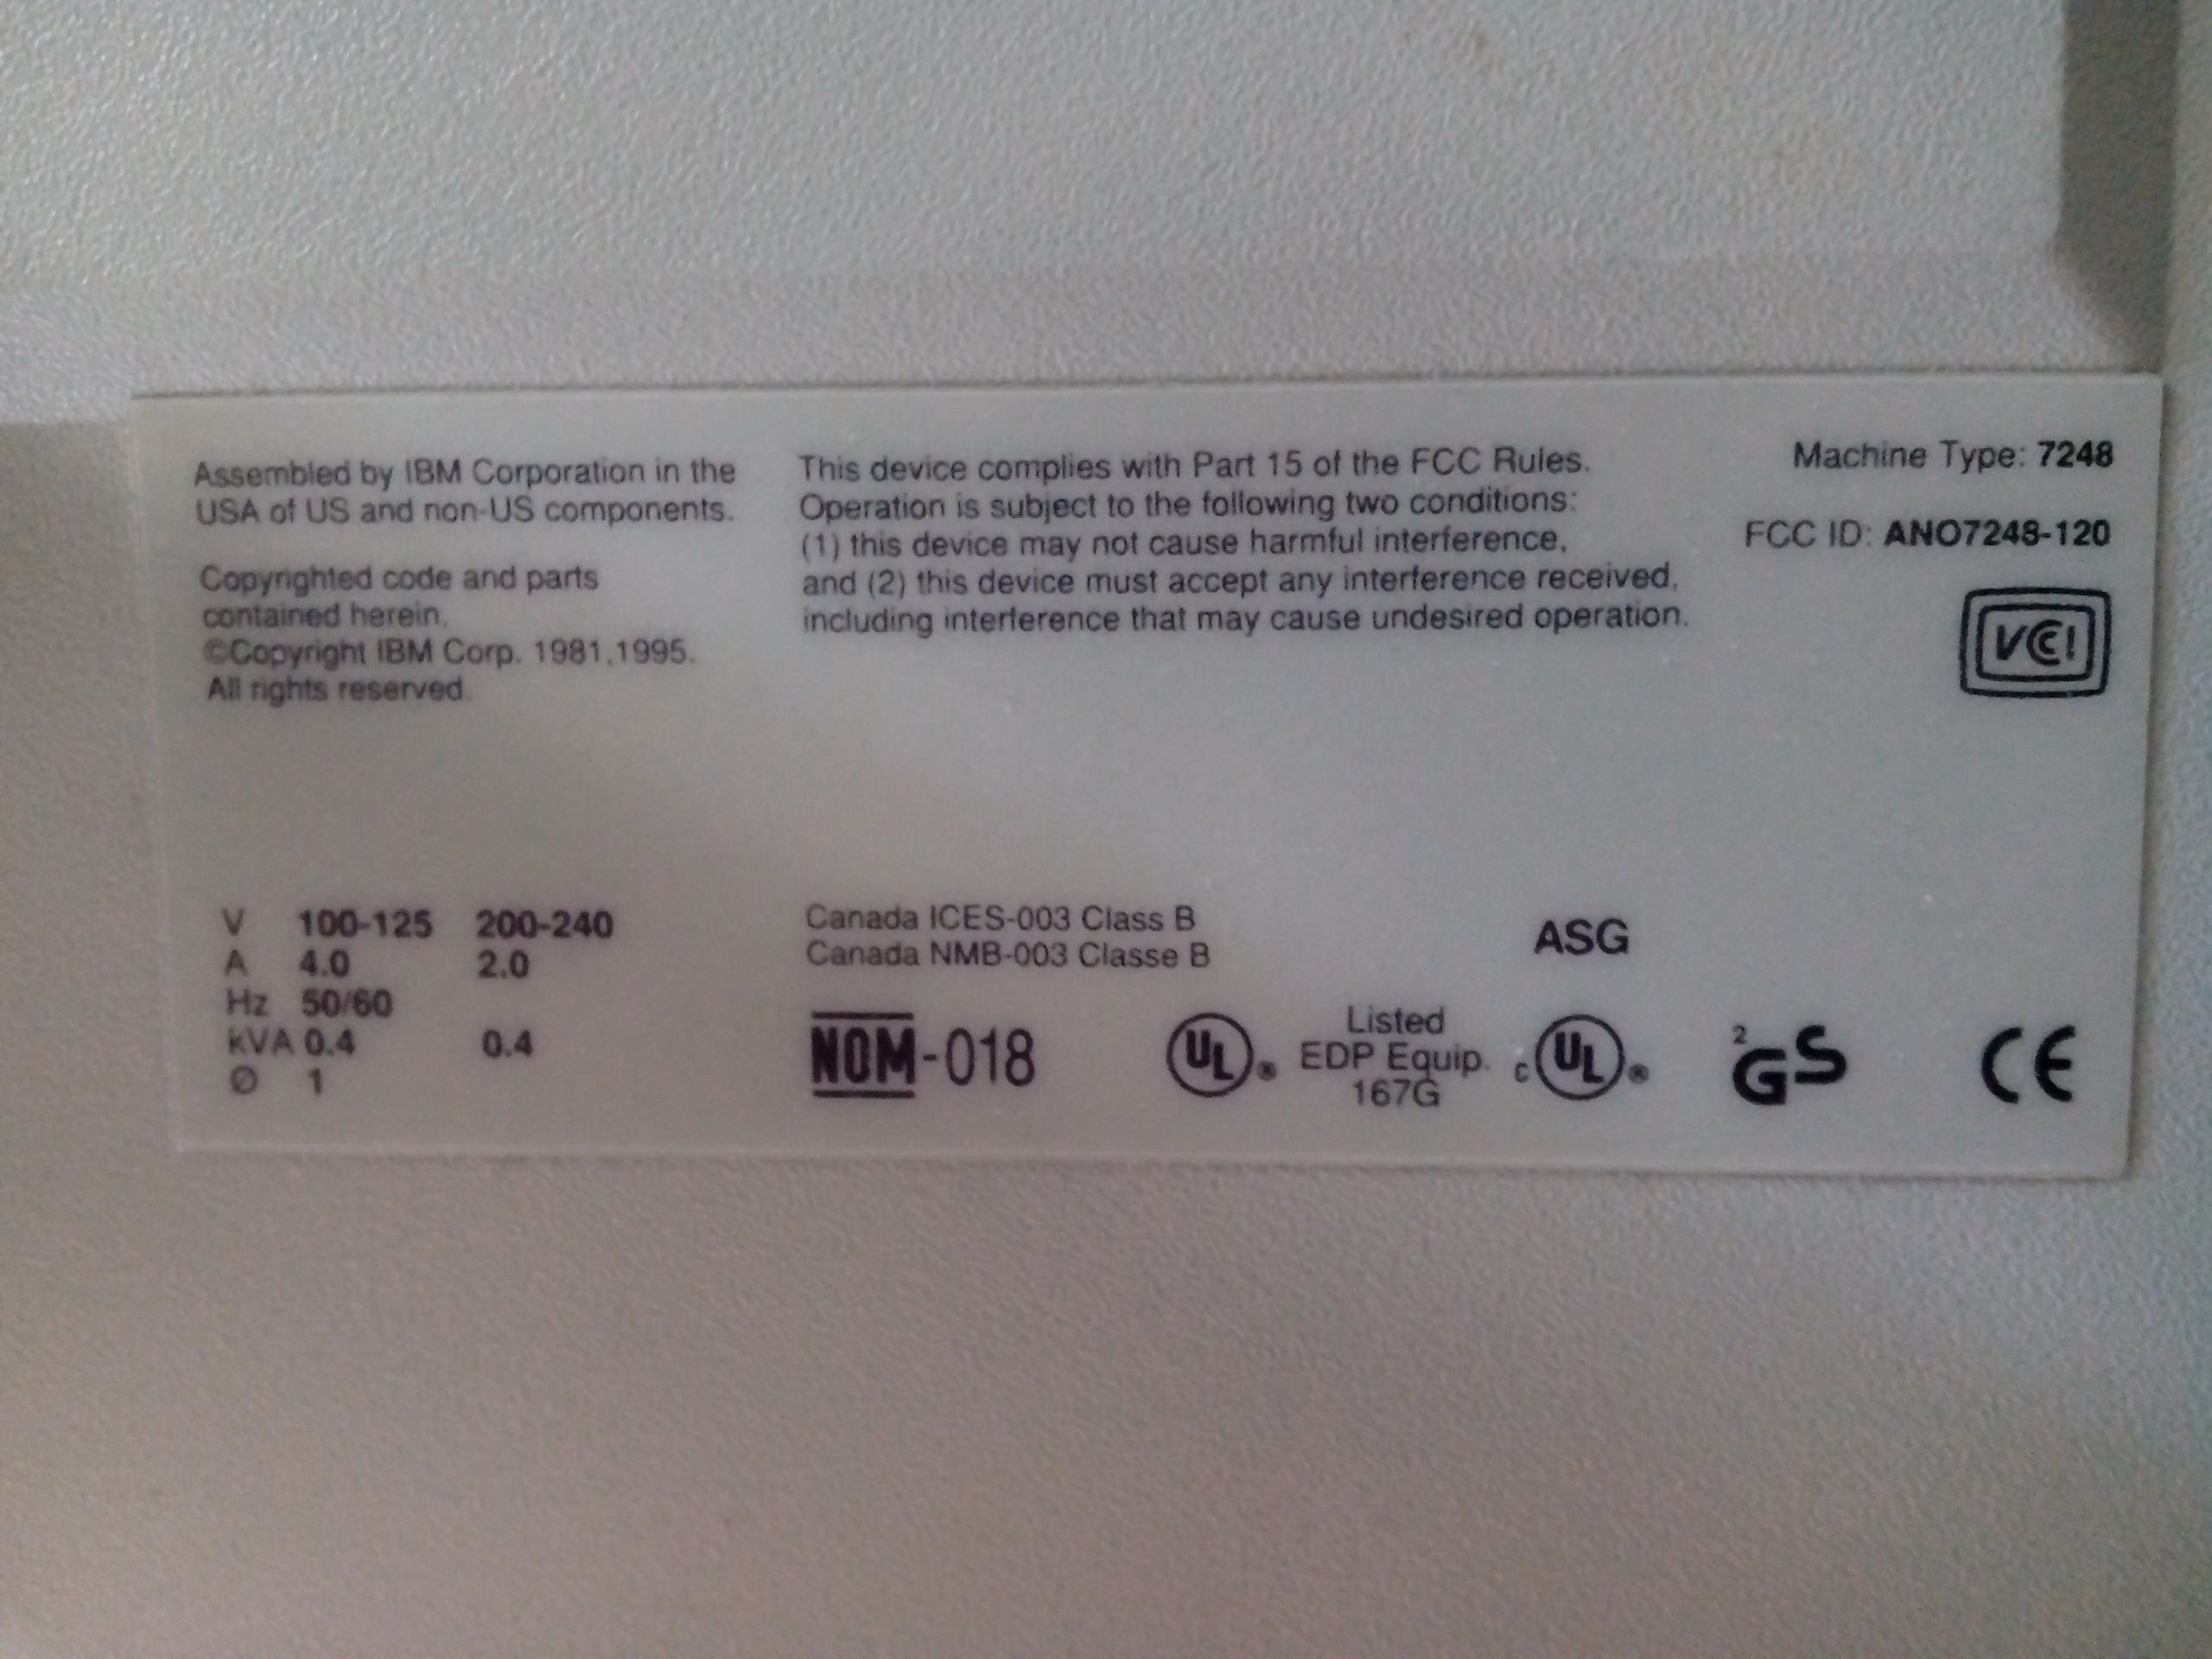 Assembled by IBM Corporation in the
USA of US and non-US components.
Copyrighted code and parts
contained herein.
©Copyright IBM Corp. 1981,1995.
All rights reserved.
This device complies with Part 15 of the FCC Rules.
Operation is subject to the following two conditions:
(1) this device may not cause harmful interference,
and (2) this device must accept any interference received,
including interference that may cause undesired operation.
Machine Type: 7248
FCC ID: ANO7248-120
VCCI
V 100-125 200-240
A 4.0 2.0
Hz 50/60
kVA 0.4 0.4
Ø 1
Canada ICES-003 Class B
Canada NMB-003 Classe B
ASG
NOM-018
UL ®
Listed
EDP Equip.
167G
c UL ®
2 GS
CE